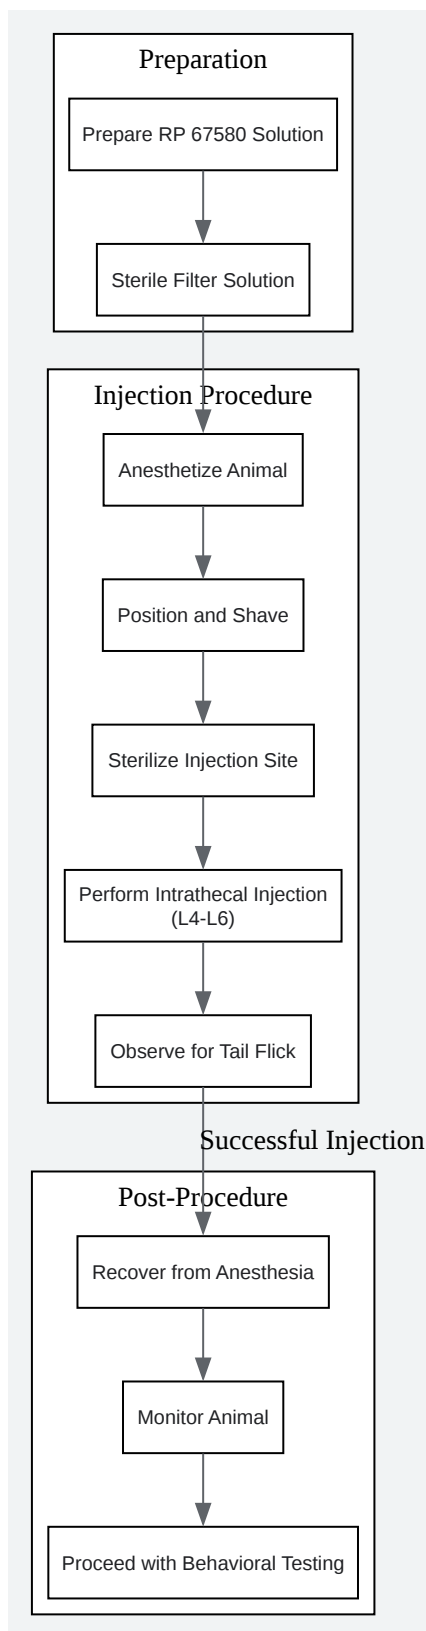 Preparation
Prepare RP 67580 Solution
Sterile Filter Solution
Injection Procedure
Anesthetize Animal
Position and Shave
Sterilize Injection Site
Perform Intrathecal Injection
(L4-L6)
Observe for Tail Flick
Successful Injection
Post-Procedure
Recover from Anesthesia
Monitor Animal
Proceed with Behavioral Testing